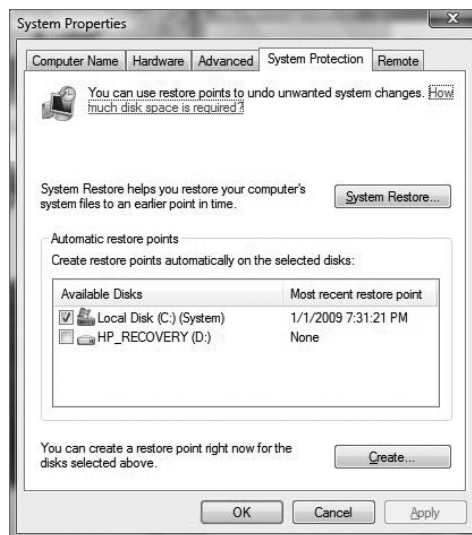 System Properties
X
Computer Name Hardware Advanced System Protection Remote
You can use restore points to undo unwanted system changes. How
much disk space is required?
System Restore helps you restore your computer's
system files to an earlier point in time.
System Restore...
Automatic restore points
Create restore points automatically on the selected disks:
Available Disks Most recent restore point
Local Disk (C:) (System) 1/1/2009 7:31:21 PM
HP_RECOVERY (D:) None
You can create a restore point right now for the
disks selected above.
Create...
OK Cancel Apply